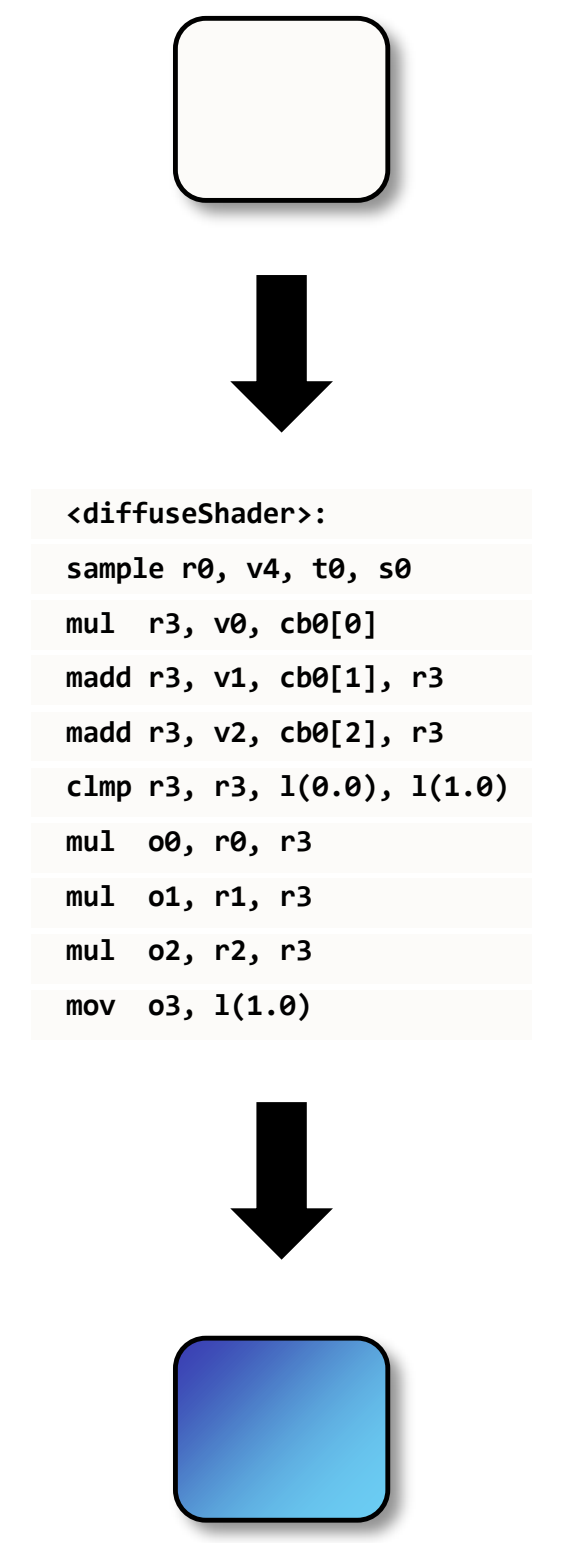 <diffuseShader>:
sample r0, v4, t0, s0
mul  r3, v0, cb0[0]
madd r3, v1, cb0[1], r3
madd r3, v2, cb0[2], r3
clmp r3, r3, l(0.0), l(1.0)
mul  o0, r0, r3
mul  o1, r1, r3
mul  o2, r2, r3
mov  o3, l(1.0)